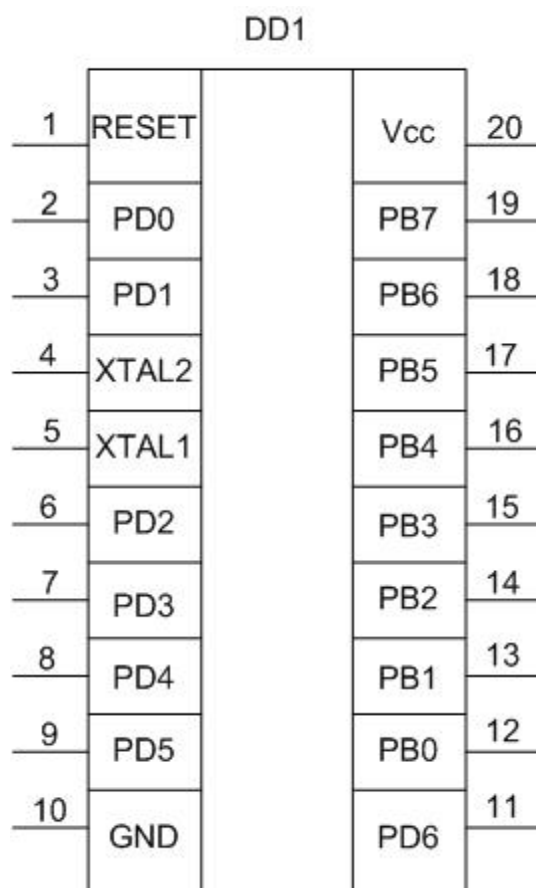 DD1
1 RESET Vcc 20
2 PD0 PB7 19
3 PD1 PB6 18
4 XTAL2 PB5 17
5 XTAL1 PB4 16
6 PD2 PB3 15
7 PD3 PB2 14
8 PD4 PB1 13
9 PD5 PB0 12
10 GND PD6 11